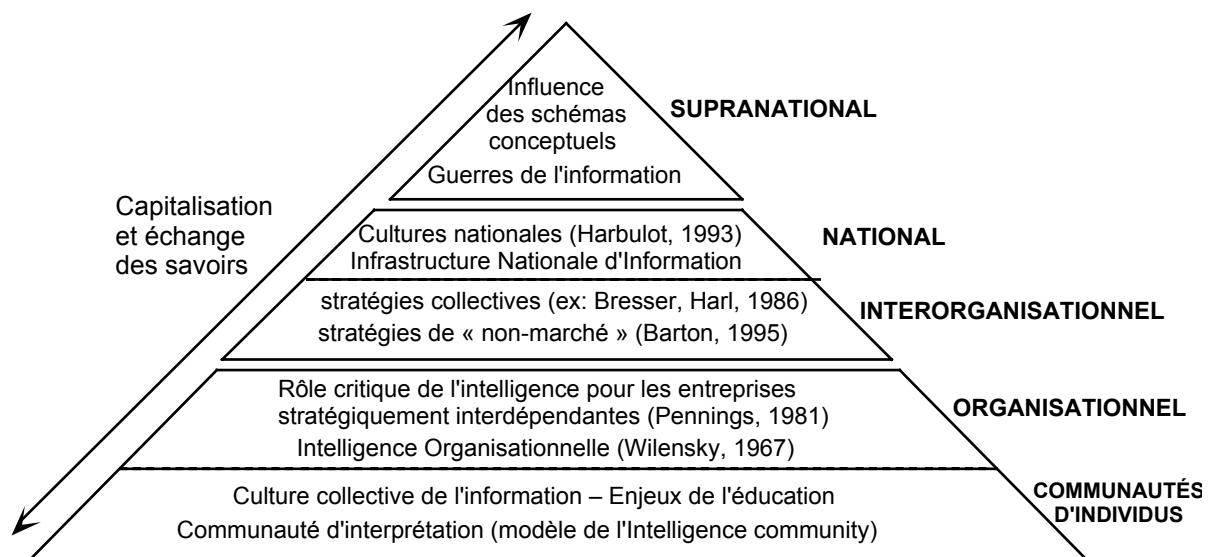 Influence
des schémas
conceptuels
Guerres de l'information
SUPRANATIONAL
Capitalisation
et échange
des savoirs
Cultures nationales (Harbulot, 1993)
Infrastructure Nationale d'Information
NATIONAL
stratégies collectives (ex: Bresser, Harl, 1986)
stratégies de « non-marché » (Barton, 1995)
INTERORGANISATIONNEL
Rôle critique de l'intelligence pour les entreprises
stratégiquement interdépendantes (Pennings, 1981)
Intelligence Organisationnelle (Wilensky, 1967)
ORGANISATIONNEL
Culture collective de l'information – Enjeux de l'éducation
Communauté d'interprétation (modèle de l'Intelligence community)
COMMUNAUTÉS
D'INDIVIDUS